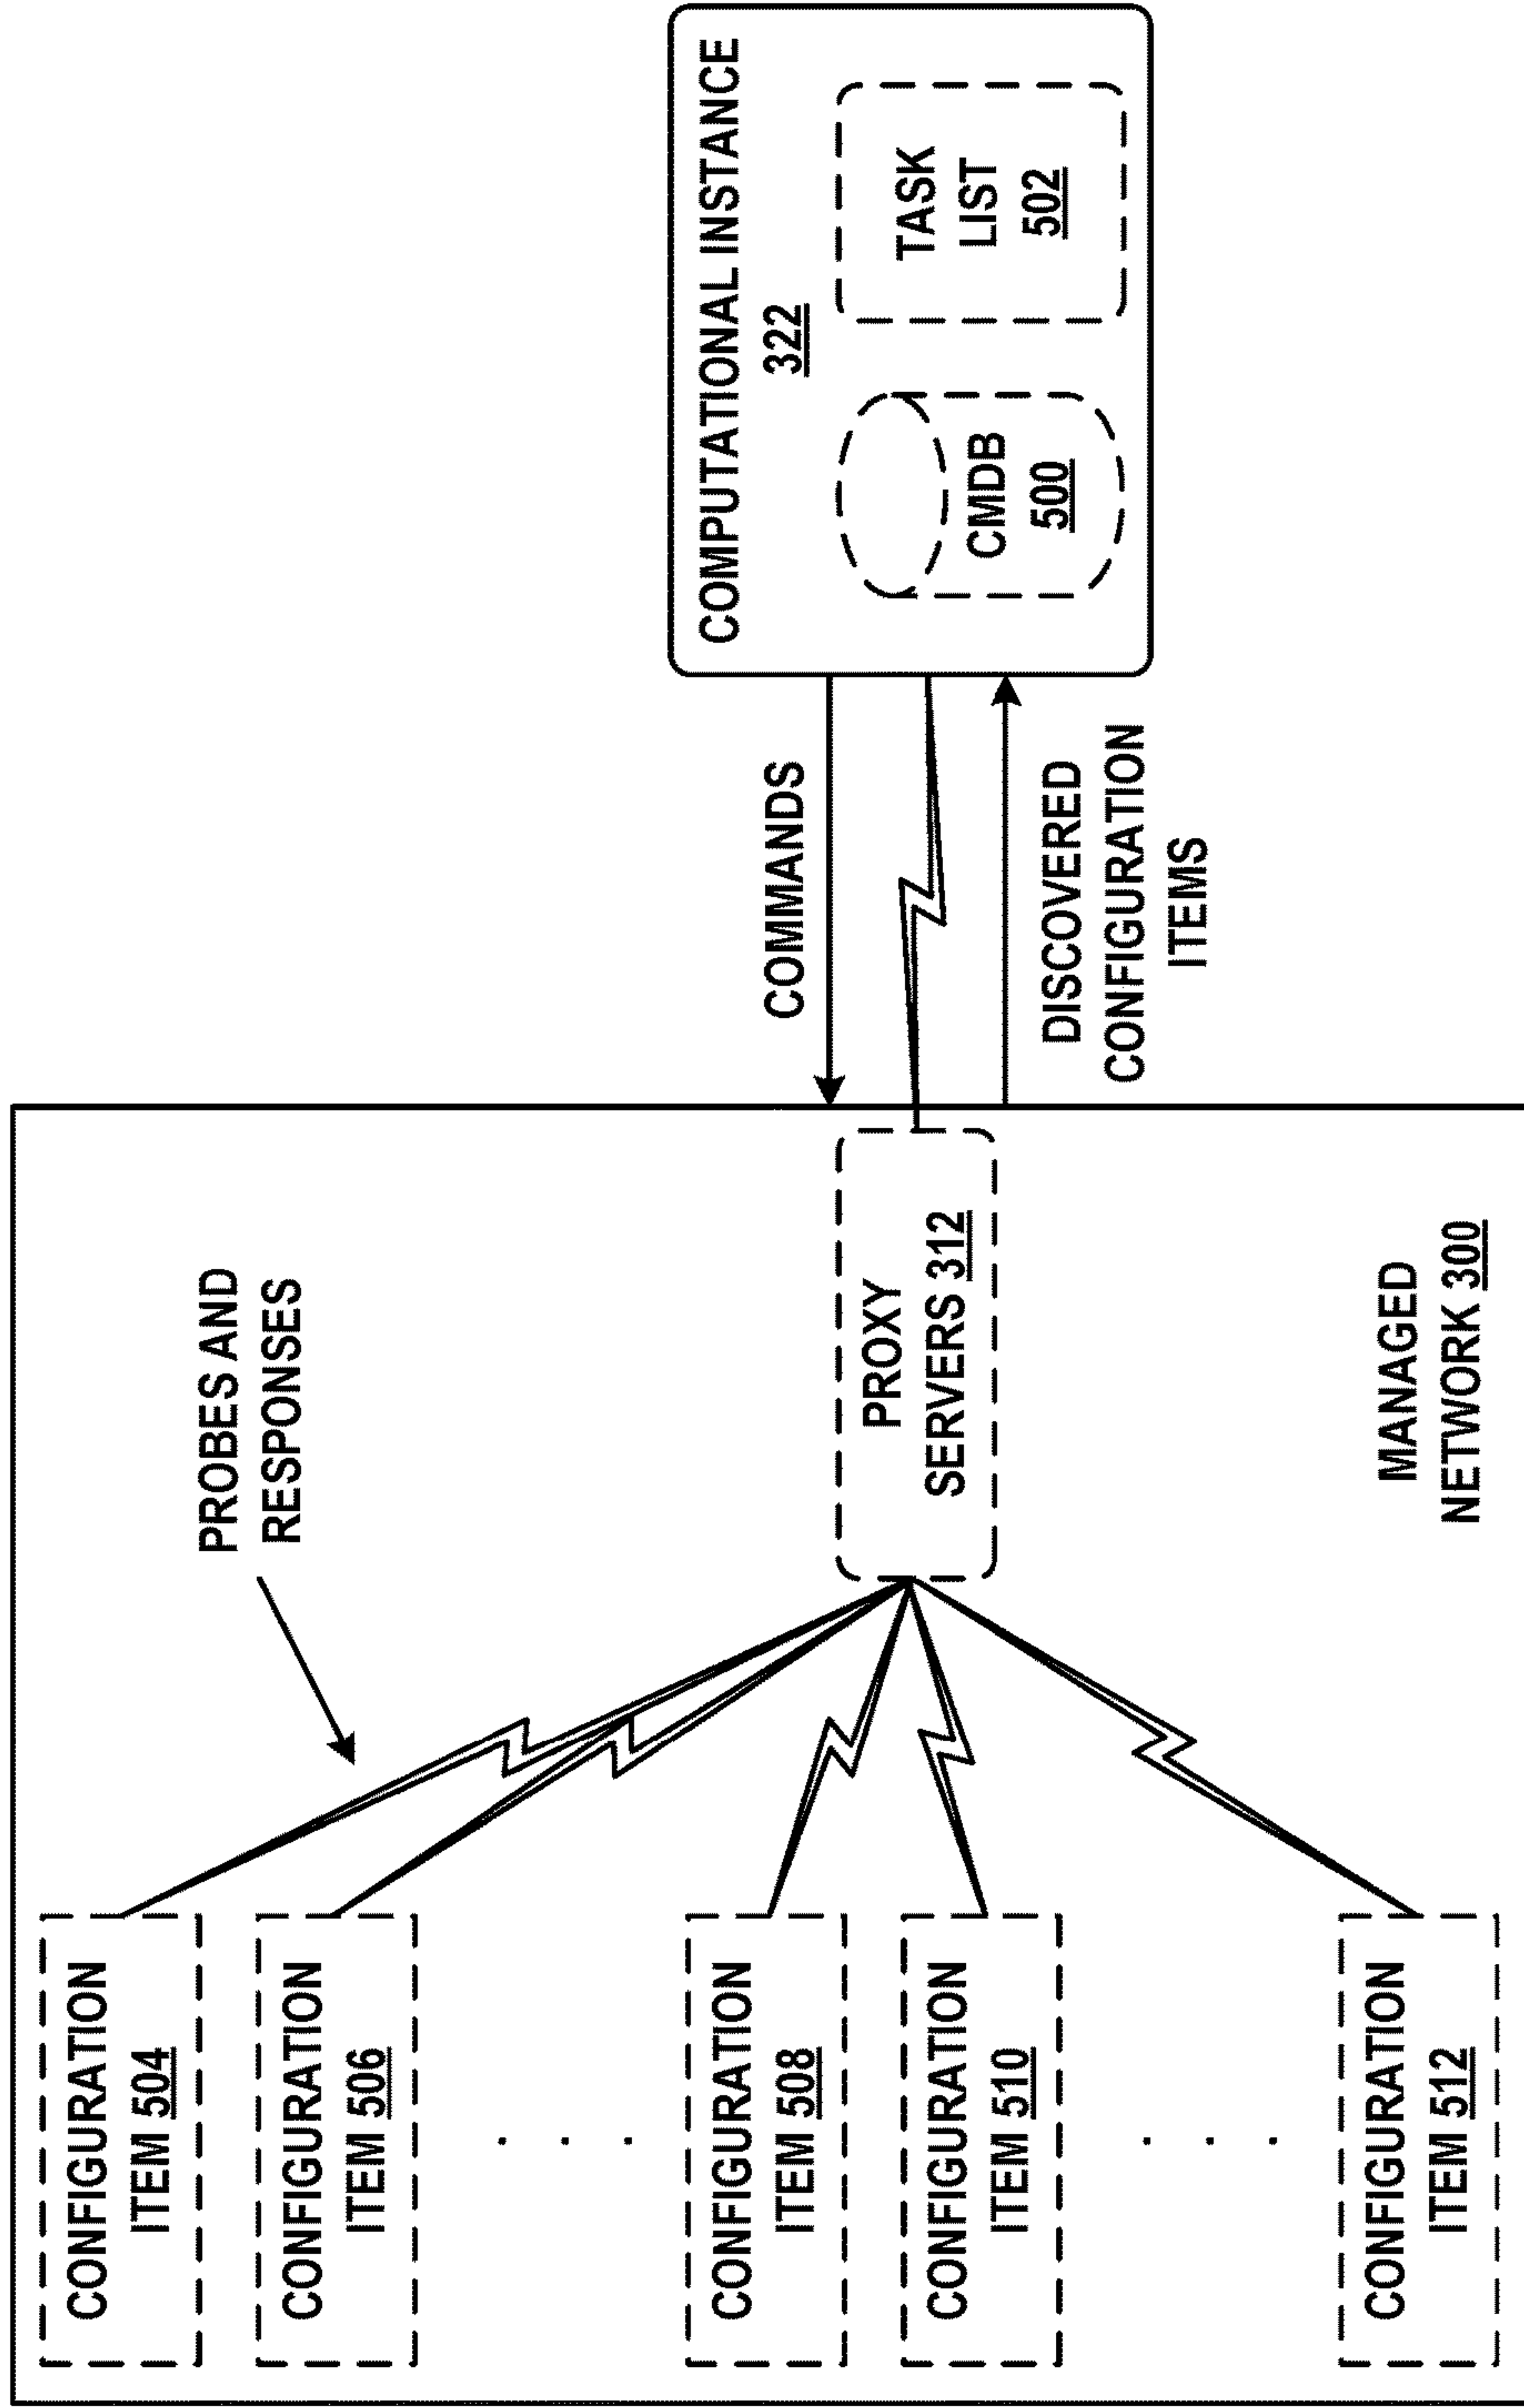 COMPUTATIONAL INSTANCE
322
CMDB
500
TASK
LIST
502
COMMANDS
DISCOVERED
CONFIGURATION
ITEMS
PROBES AND
RESPONSES
PROXY
SERVERS 312
MANAGED
NETWORK 300
CONFIGURATION
ITEM 504
CONFIGURATION
ITEM 506
. . .
CONFIGURATION
ITEM 508
CONFIGURATION
ITEM 510
. . .
CONFIGURATION
ITEM 512